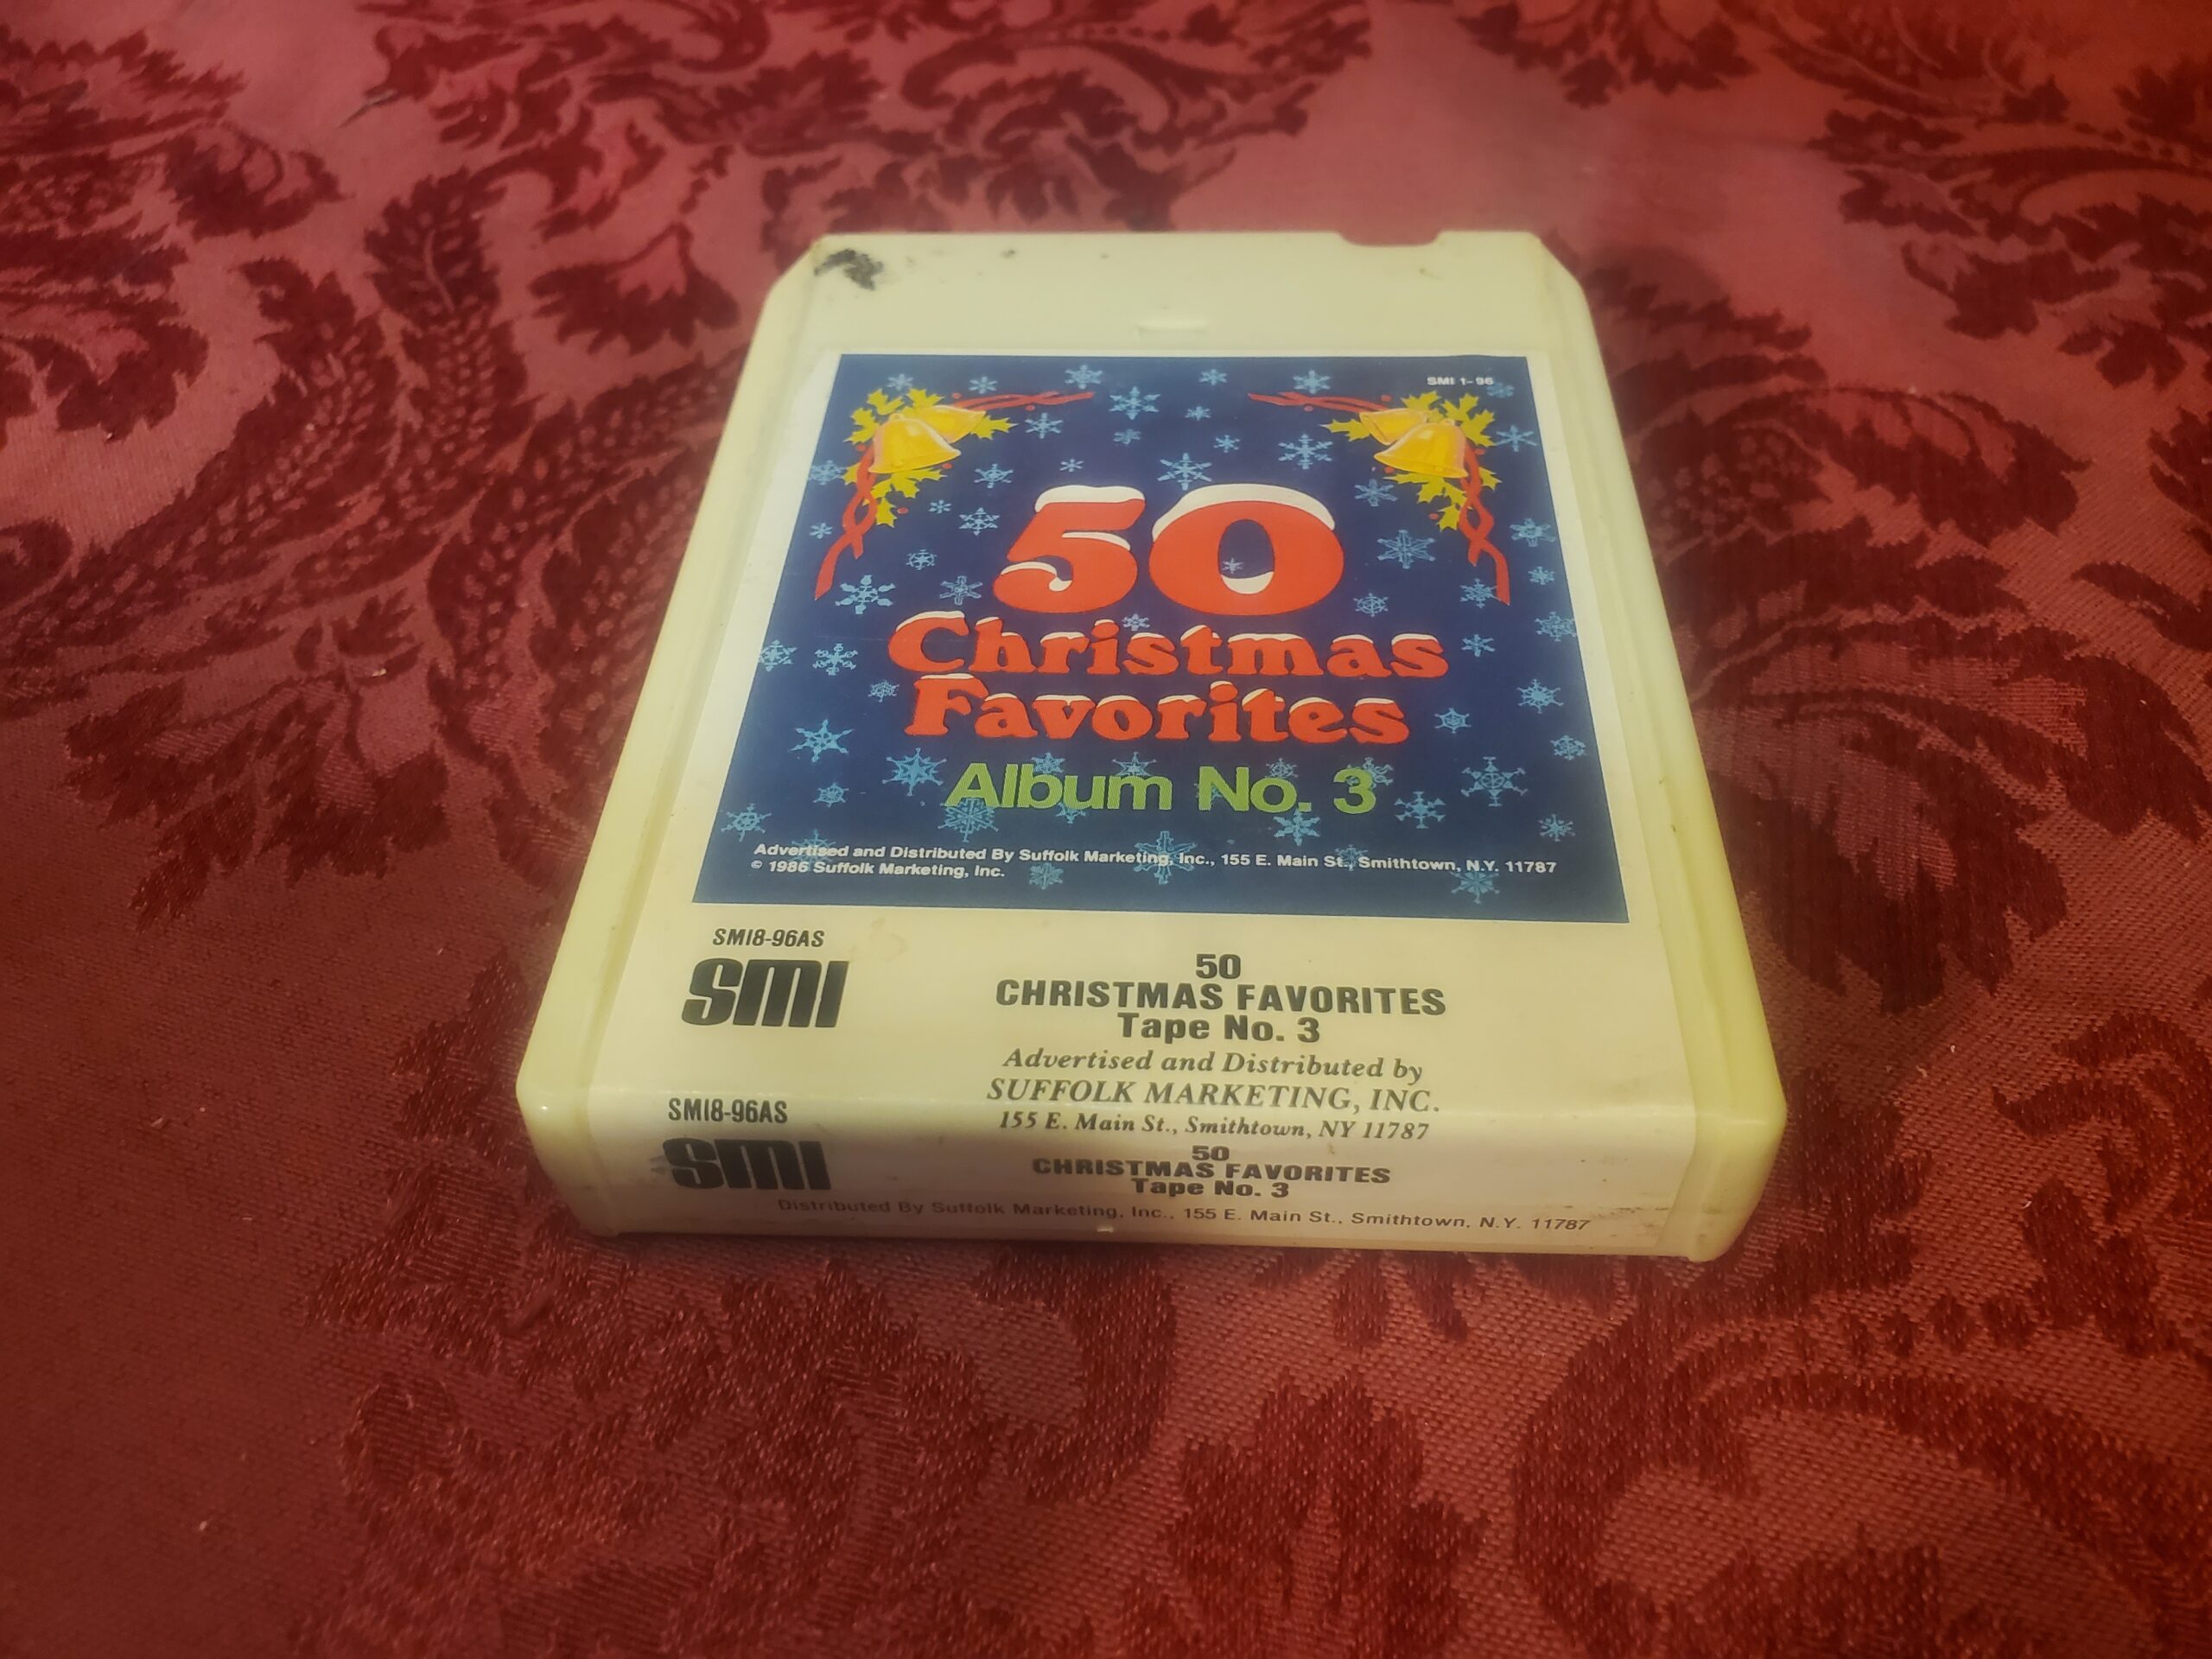 SMI 1-96
50
Christmas
Favorites
Album No. 3
Advertised and Distributed By Suffolk Marketing, Inc., 155 E. Main St., Smithtown, N.Y. 11787
© 1986 Suffolk Marketing, Inc.
SMI8-96AS
SMI
50
CHRISTMAS FAVORITES
Tape No. 3
Advertised and Distributed by
SUFFOLK MARKETING, INC.
155 E. Main St., Smithtown, NY 11787
SMI8-96AS
SMI
50
CHRISTMAS FAVORITES
Tape No. 3
Distributed By Suffolk Marketing, Inc., 155 E. Main St., Smithtown, N.Y. 11787